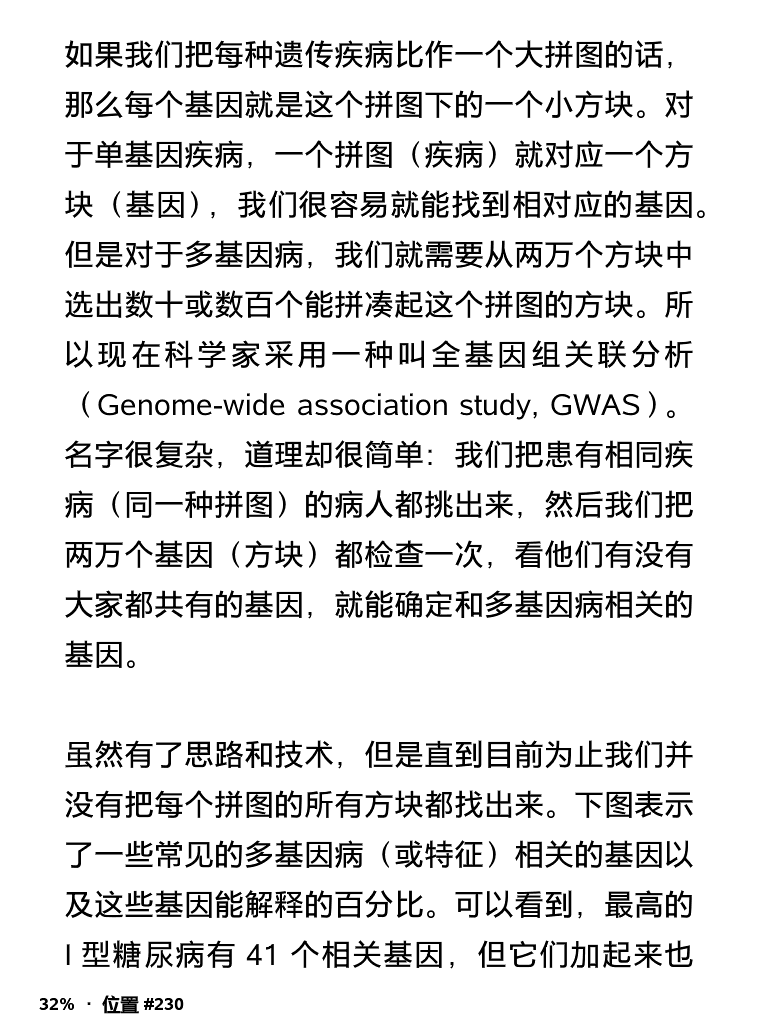 如果我们把每种遗传疾病比作一个大拼图的话，
那么每个基因就是这个拼图下的一个小方块。对
于单基因疾病，一个拼图（疾病）就对应一个方
块（基因），我们很容易就能找到相对应的基因。
但是对于多基因病，我们就需要从两万个方块中
选出数十或数百个能拼凑起这个拼图的方块。所
以现在科学家采用一种叫全基因组关联分析
（Genome-wide association study, GWAS）。
名字很复杂，道理却很简单：我们把患有相同疾
病（同一种拼图）的病人都挑出来，然后我们把
两万个基因（方块）都检查一次，看他们有没有
大家都共有的基因，就能确定和多基因病相关的
基因。
虽然有了思路和技术，但是直到目前为止我们并
没有把每个拼图的所有方块都找出来。下图表示
了一些常见的多基因病（或特征）相关的基因以
及这些基因能解释的百分比。可以看到，最高的
I 型糖尿病有 41 个相关基因，但它们加起来也
32% · 位置 #230